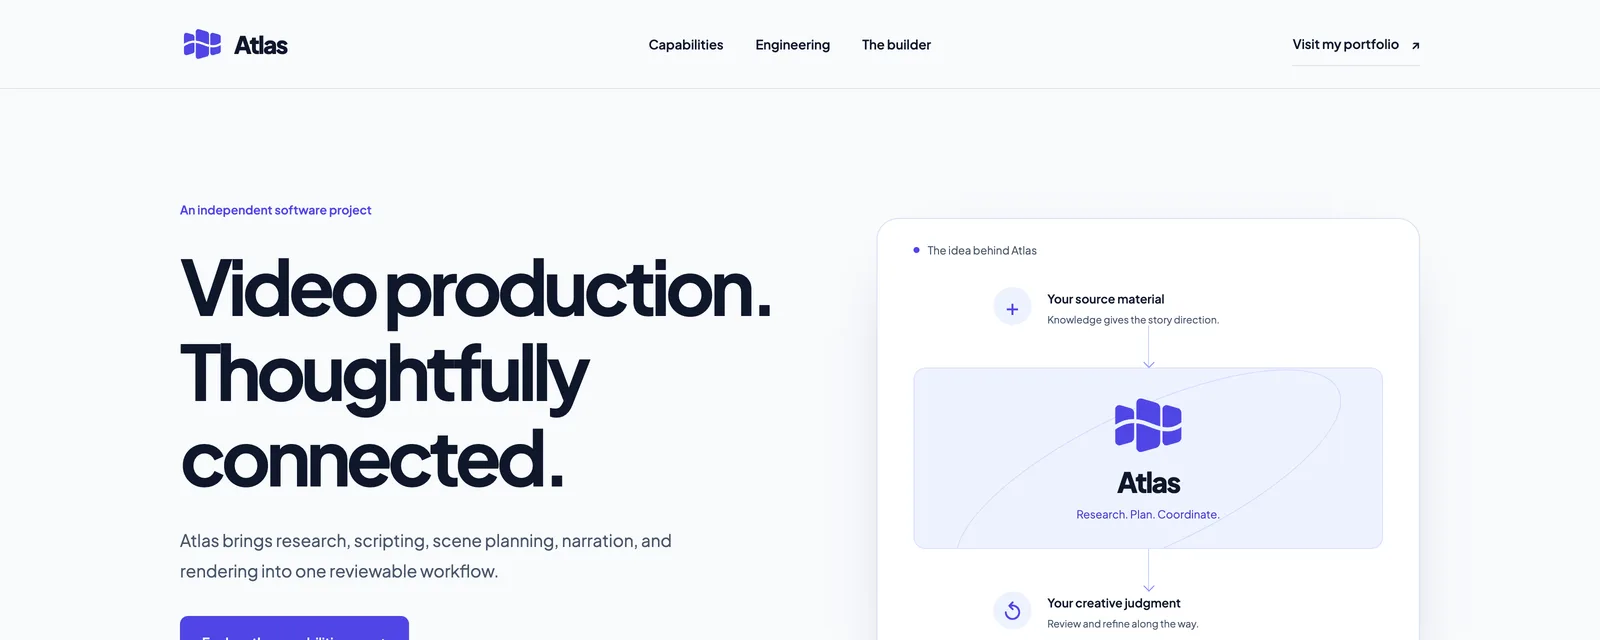 Atlas
Capabilities
Engineering
The builder
Visit my portfolio
An independent software project
Video production.
Thoughtfully
connected.
Atlas brings research, scripting, scene planning, narration, and
rendering into one reviewable workflow.
The idea behind Atlas
Your source material
Knowledge gives the story direction.
Atlas
Research. Plan. Coordinate.
Your creative judgment
Review and refine along the way.